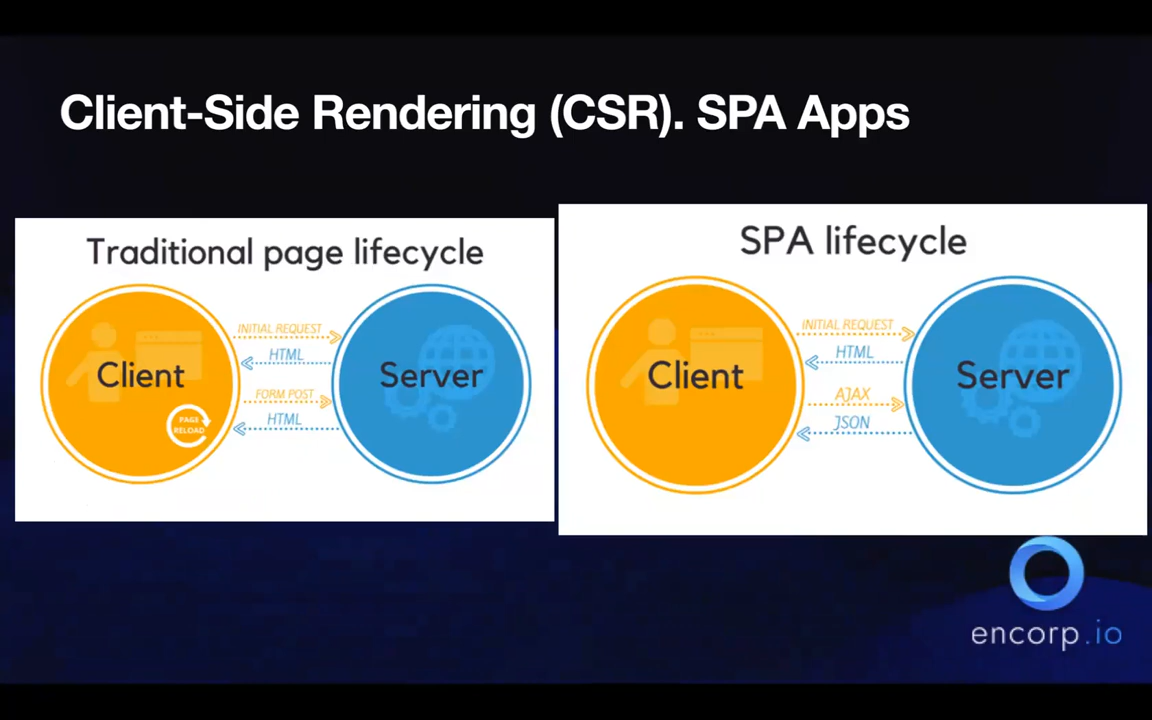 Client-Side Rendering (CSR). SPA Apps
Traditional page lifecycle
Client
PAGE
RELOAD
INITIAL REQUEST
HTML
FORM POST
HTML
Server
SPA lifecycle
Client
INITIAL REQUEST
HTML
AJAX
JSON
Server
encorp.io